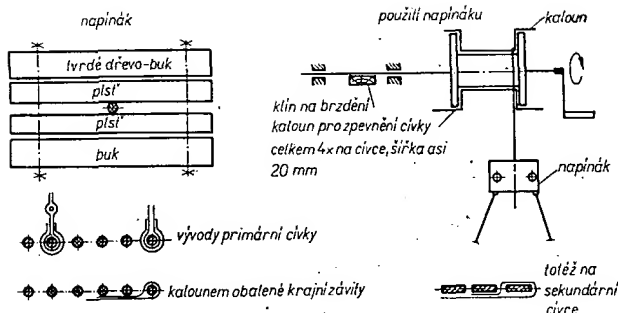 napínák
tvrdé dřevo-buk
plsť
plsť
buk
použití napínáku
kaloun
klín na brzdění
kaloun pro zpevnění cívky
celkem 4x na cívce, šířka asi
20 mm
napínák
vývody primární cívky
kalounem obalené krajní závity
totéž na
sekundární
cívce